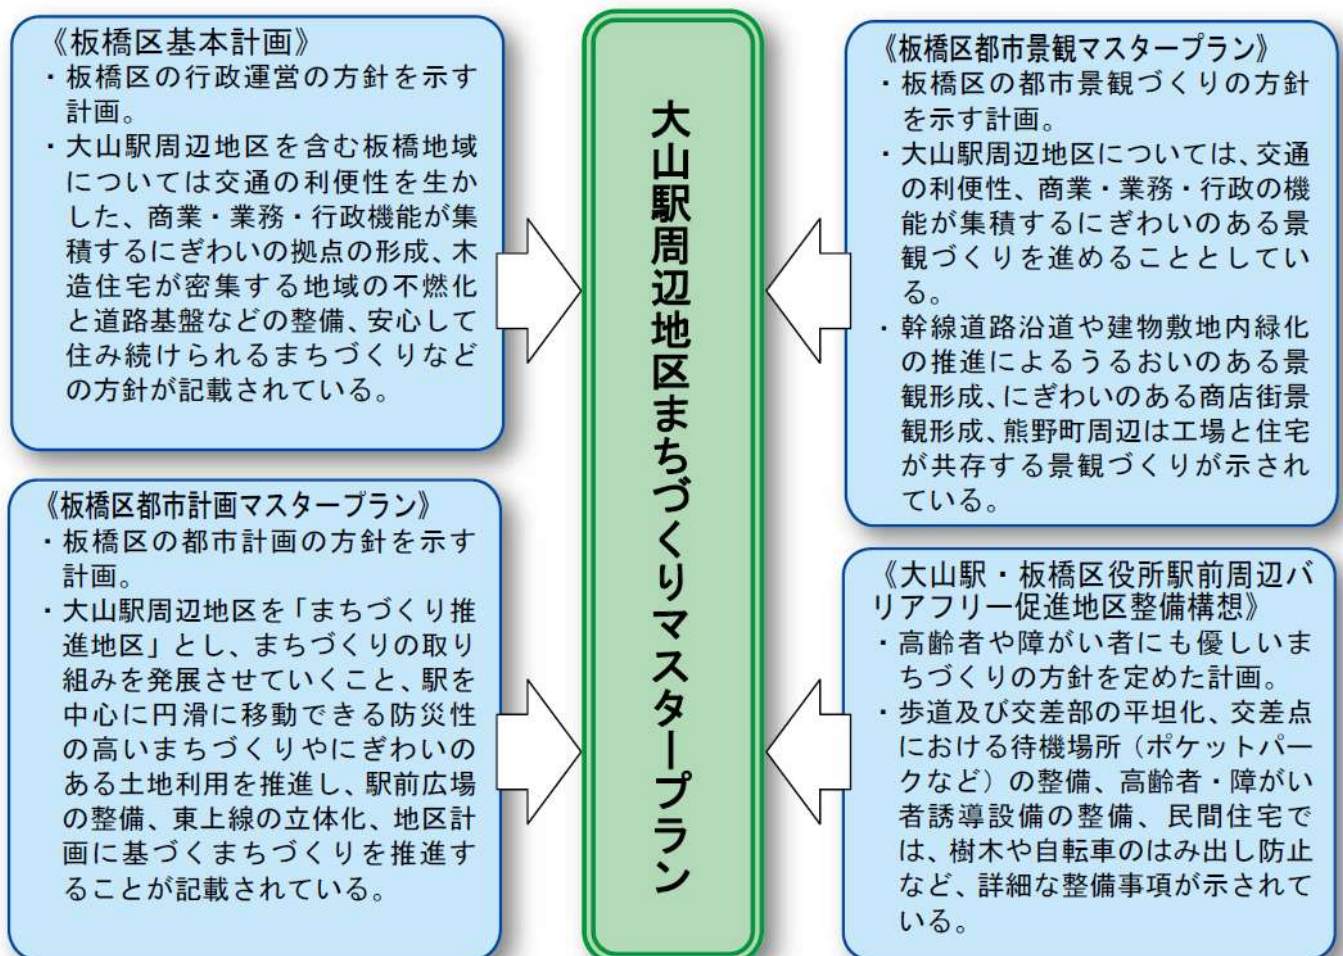 《板橋区基本計画》
・板橋区の行政運営の方針を示す
計画。
・大山駅周辺地区を含む板橋地域
については交通の利便性を生か
した、商業・業務・行政機能が集
積するにぎわいの拠点の形成、木
造住宅が密集する地域の不燃化
と道路基盤などの整備、安心して
住み続けられるまちづくりなど
の方針が記載されている。
《板橋区都市計画マスタープラン》
・板橋区の都市計画の方針を示す
計画。
・大山駅周辺地区を「まちづくり推
進地区」とし、まちづくりの取り
組みを発展させていくこと、駅を
中心に円滑に移動できる防災性
の高いまちづくりやにぎわいの
ある土地利用を推進し、駅前広場
の整備、東上線の立体化、地区計
画に基づくまちづくりを推進す
ることが記載されている。
大山駅周辺地区まちづくりマスタープラン
《板橋区都市景観マスタープラン》
・板橋区の都市景観づくりの方針
を示す計画。
・大山駅周辺地区については、交通
の利便性、商業・業務・行政の機
能が集積するにぎわいのある景
観づくりを進めることとしてい
る。
・幹線道路沿道や建物敷地内緑化
の推進によるうるおいのある景
観形成、にぎわいのある商店街景
観形成、熊野町周辺は工場と住宅
が共存する景観づくりが示され
ている。
《大山駅・板橋区役所駅前周辺バ
リアフリー促進地区整備構想》
・高齢者や障がい者にも優しいま
ちづくりの方針を定めた計画。
・歩道及び交差部の平坦化、交差点
における待機場所（ポケットパー
クなど）の整備、高齢者・障がい
者誘導設備の整備、民間住宅で
は、樹木や自転車のはみ出し防止
など、詳細な整備事項が示されて
いる。